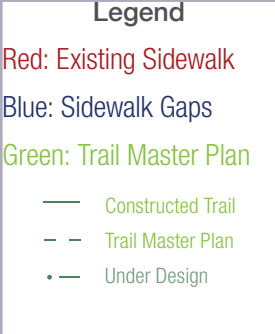 Legend
Red: Existing Sidewalk
Blue: Sidewalk Gaps
Green: Trail Master Plan
Constructed Trail
Trail Master Plan
Under Design